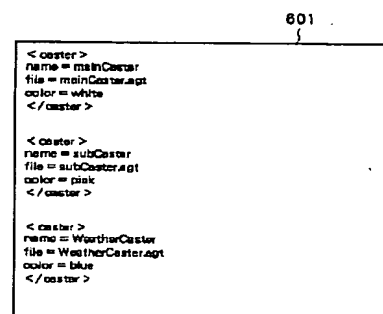 601
< caster >
name = mainCaster
file = mainCaster.agt
color = white
</caster >
< caster >
name = subCaster
file = subCaster.agt
color = pink
</caster >
< caster >
name = WeatherCaster
file = WeatherCaster.agt
color = blue
</caster >